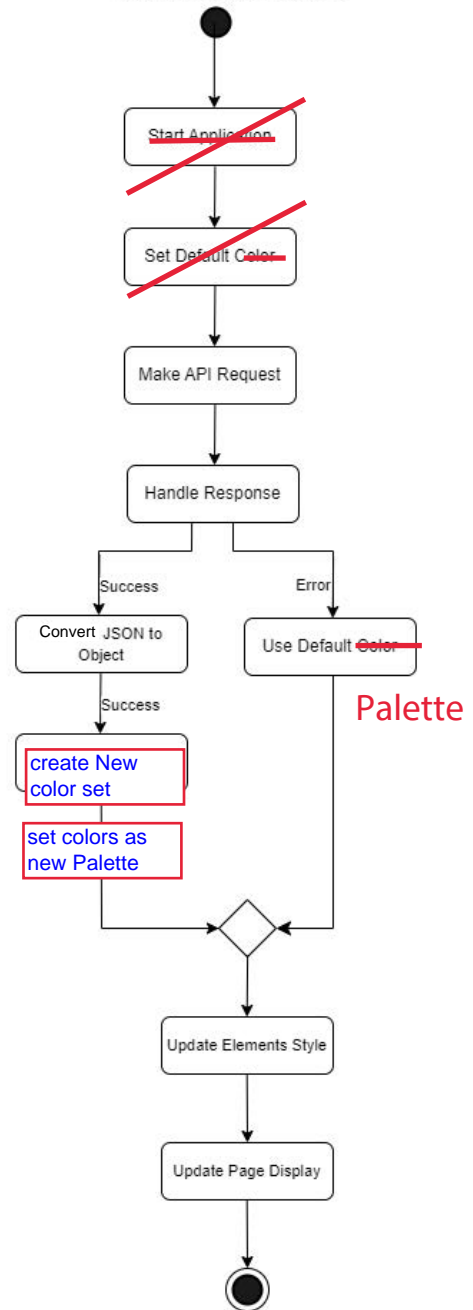 Start Application
Set Default Color
Make API Request
Handle Response
Success
Error
Convert JSON to
Object
Use Default Color
Palette
Success
create New
color set
set colors as
new Palette
Update Elements Style
Update Page Display